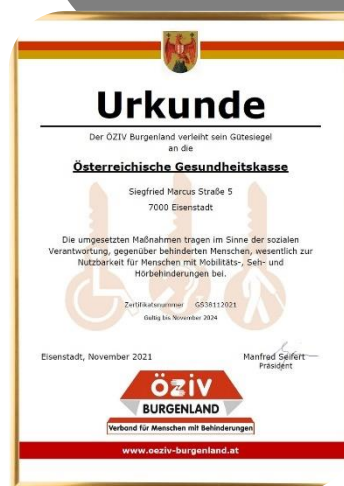 Urkunde
Der ÖZIV Burgenland verleiht sein Gütesiegel
an die
Österreichische Gesundheitskasse
Siegfried Marcus Straße 5
7000 Eisenstadt
Die umgesetzten Maßnahmen tragen im Sinne der sozialen
Verantwortung, gegenüber behinderten Menschen, wesentlich zur
Nutzbarkeit für Menschen mit Mobilitäts-, Seh- und
Hörbehinderungen bei.
Zertifikatsnummer GS38112021
Gültig bis November 2024
Eisenstadt, November 2021
Manfred Seifert
Präsident
ÖZIV
BURGENLAND
Verband für Menschen mit Behinderungen
www.oeziv-burgenland.at